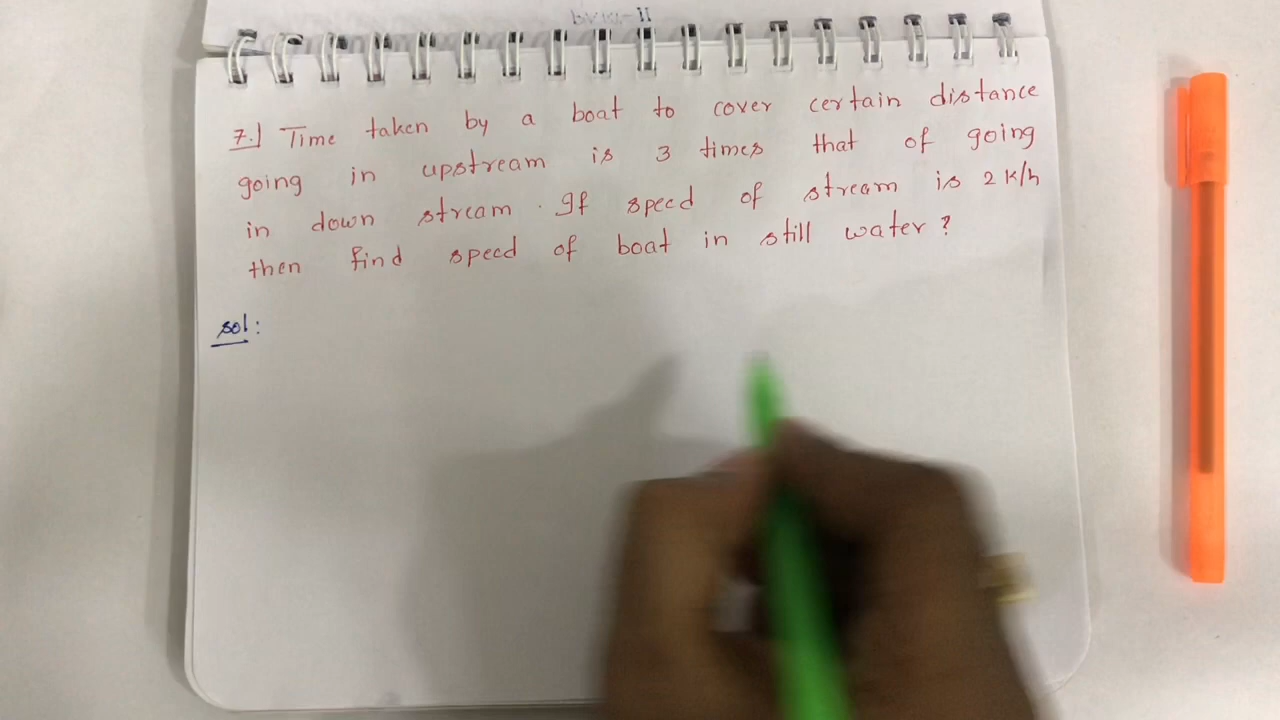 7.) Time taken by a boat to cover certain distance
going in upstream is 3 times that of going
in down stream. If speed of stream is 2 K/h
then find speed of boat in still water?
sol: